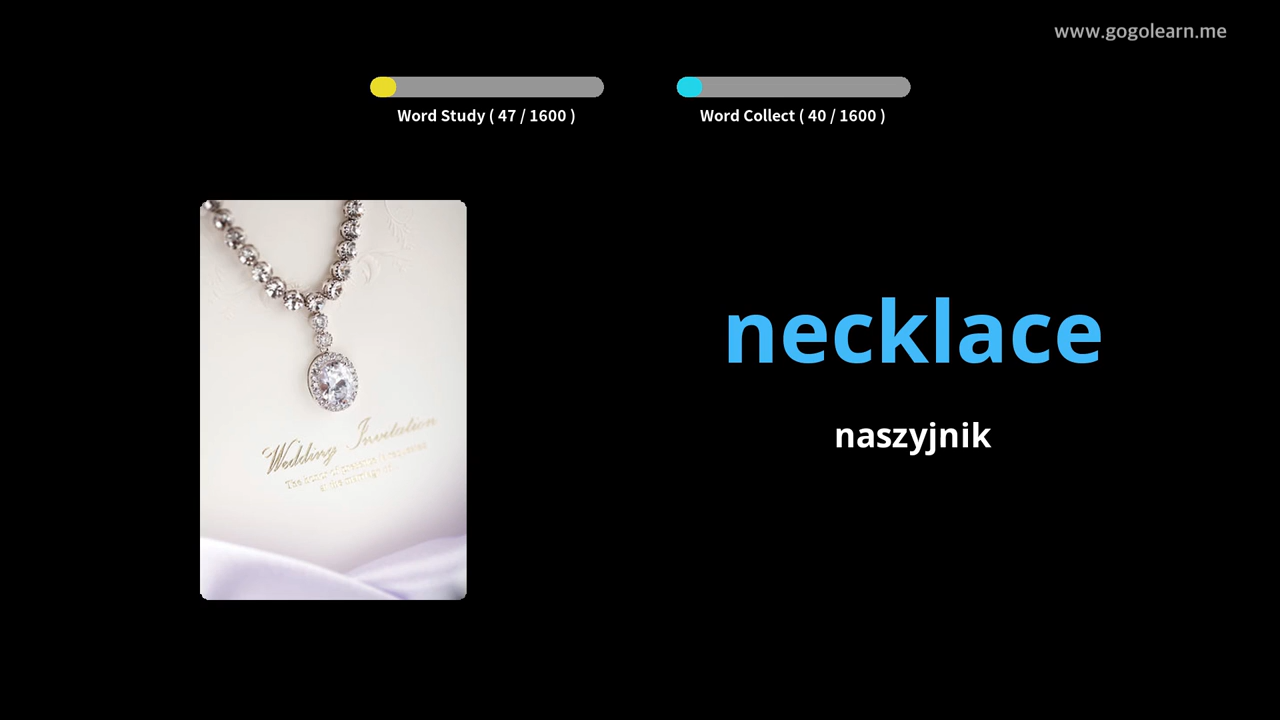 www.gogolearn.me
Word Study ( 47 / 1600 )
Word Collect ( 40 / 1600 )
necklace
naszyjnik
Wedding Invitation